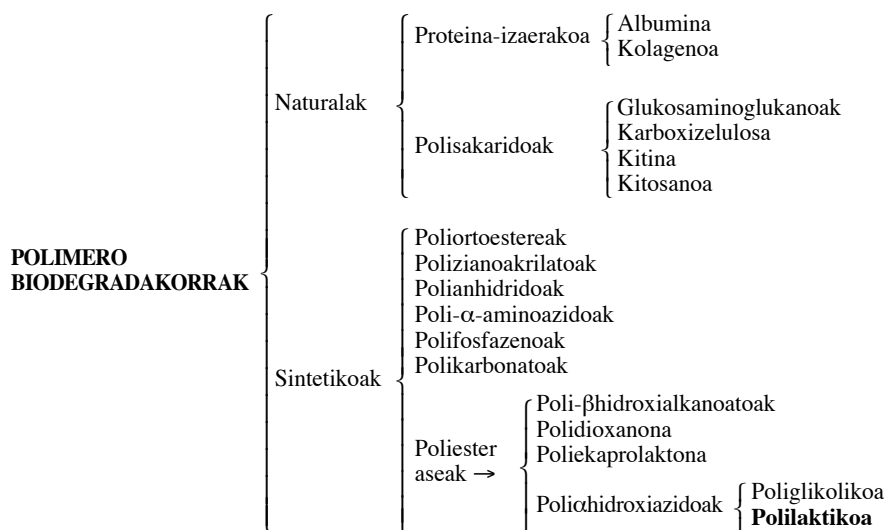 Proteina-izaerakoa
Albumina
Kolagenoa
Naturalak
Polisakaridoak
Glukosaminoglukanoak
Karboxizelulosa
Kitina
Kitosanoa
POLIMERO
BIODEGRADAKORRAK
Sintetikoak
Poliortoestereak
Polizianoakrilatoak
Polianhidridoak
Poli-α-aminoazidoak
Polifosfazenoak
Polikarbonatoak
Poliester
aseak →
Poli-βhidroxialkanoatoak
Polidioxanona
Poliekaprolaktona
Poliαhidroxiazidoak
Poliglikolikoa
Polilaktikoa